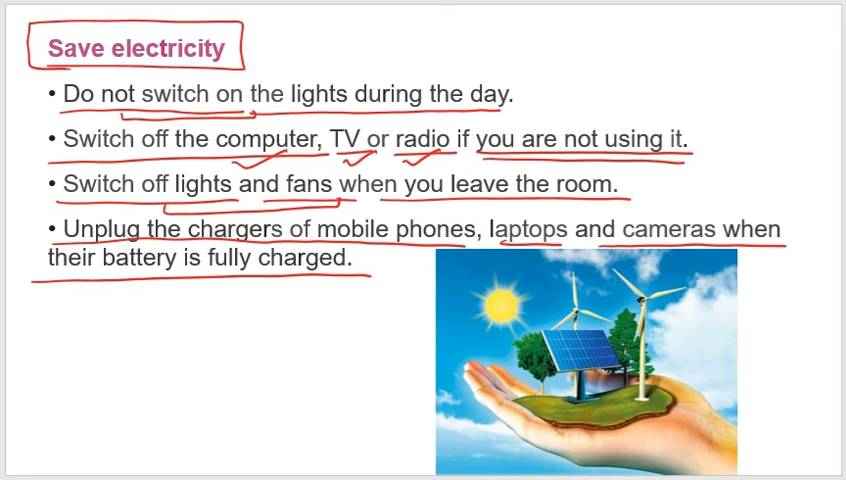 Save electricity
• Do not switch on the lights during the day.
• Switch off the computer, TV or radio if you are not using it.
• Switch off lights and fans when you leave the room.
• Unplug the chargers of mobile phones, laptops and cameras when
their battery is fully charged.